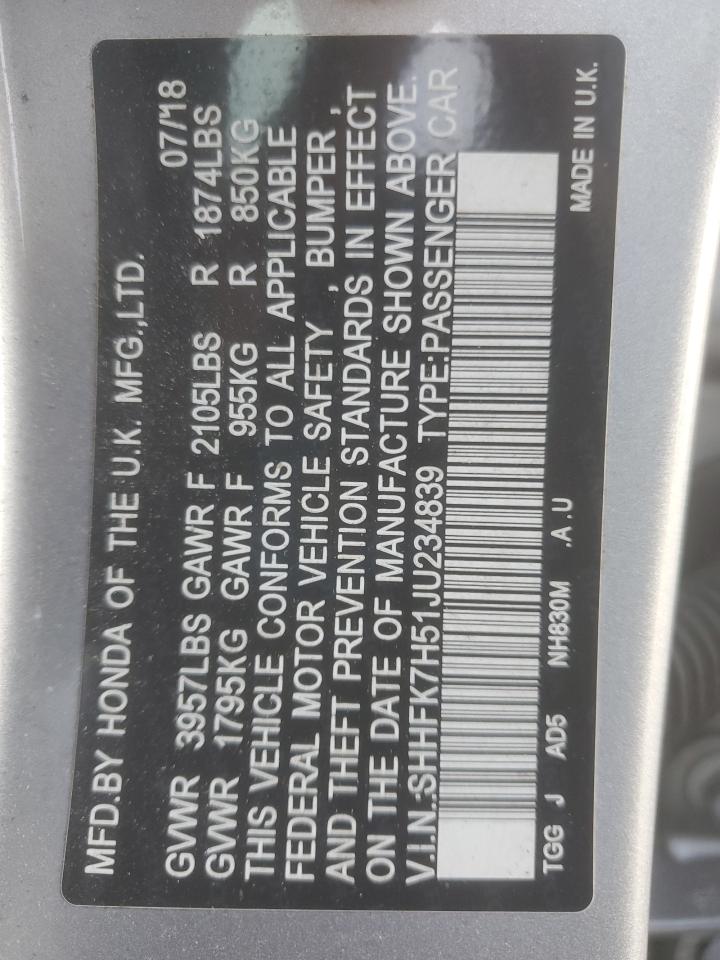 MFD.BY HONDA OF THE U.K. MFG.,LTD. 07/18
GVWR 3957LBS GAWR F 2105LBS R 1874LBS
GVWR 1795KG GAWR F 955KG R 850KG
THIS VEHICLE CONFORMS TO ALL APPLICABLE
FEDERAL MOTOR VEHICLE SAFETY , BUMPER ,
AND THEFT PREVENTION STANDARDS IN EFFECT
ON THE DATE OF MANUFACTURE SHOWN ABOVE.
V.I.N.:SHHFK7H51JU234839 TYPE:PASSENGER CAR
TGG J AD5 NH830M .A .U
MADE IN U.K.